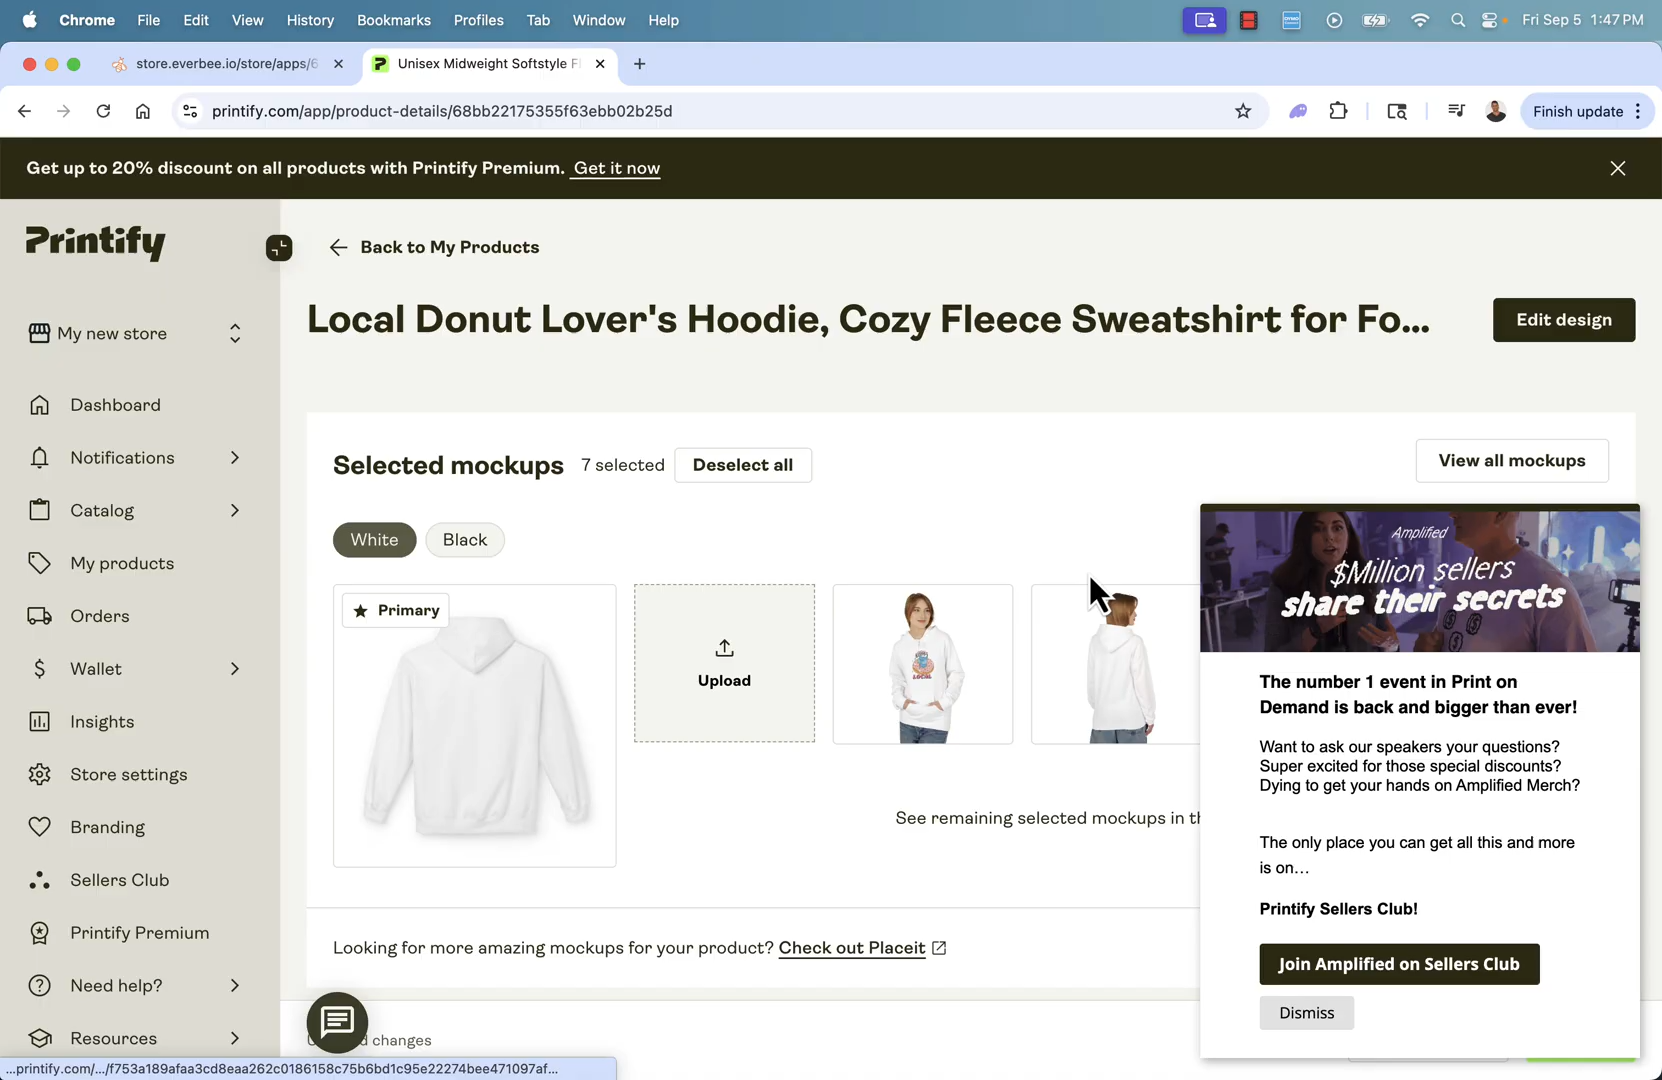 Chrome File Edit View History Bookmarks Profiles Tab Window Help
Fri Sep 5 1:47 PM
store.everbee.io/store/apps/6
Unisex Midweight Softstyle Fl
printify.com/app/product-details/68bb22175355f63ebb02b25d
Finish update
Get up to 20% discount on all products with Printify Premium. Get it now
Printify
Back to My Products
My new store
Local Donut Lover's Hoodie, Cozy Fleece Sweatshirt for Fo...
Edit design
Dashboard
Notifications
Catalog
My products
Orders
Wallet
Insights
Store settings
Branding
Sellers Club
Printify Premium
Need help?
Resources
Selected mockups 7 selected Deselect all
View all mockups
White Black
Primary
Upload
LOCAL
See remaining selected mockups in th
Looking for more amazing mockups for your product? Check out Placeit
d changes
Amplified
$Million sellers
share their secrets
The number 1 event in Print on
Demand is back and bigger than ever!
Want to ask our speakers your questions?
Super excited for those special discounts?
Dying to get your hands on Amplified Merch?
The only place you can get all this and more
is on…
Printify Sellers Club!
Join Amplified on Sellers Club
Dismiss
...printify.com/.../f753a189afaa3cd8eaa262c0186158c75b6bd1c95e22274bee471097af...